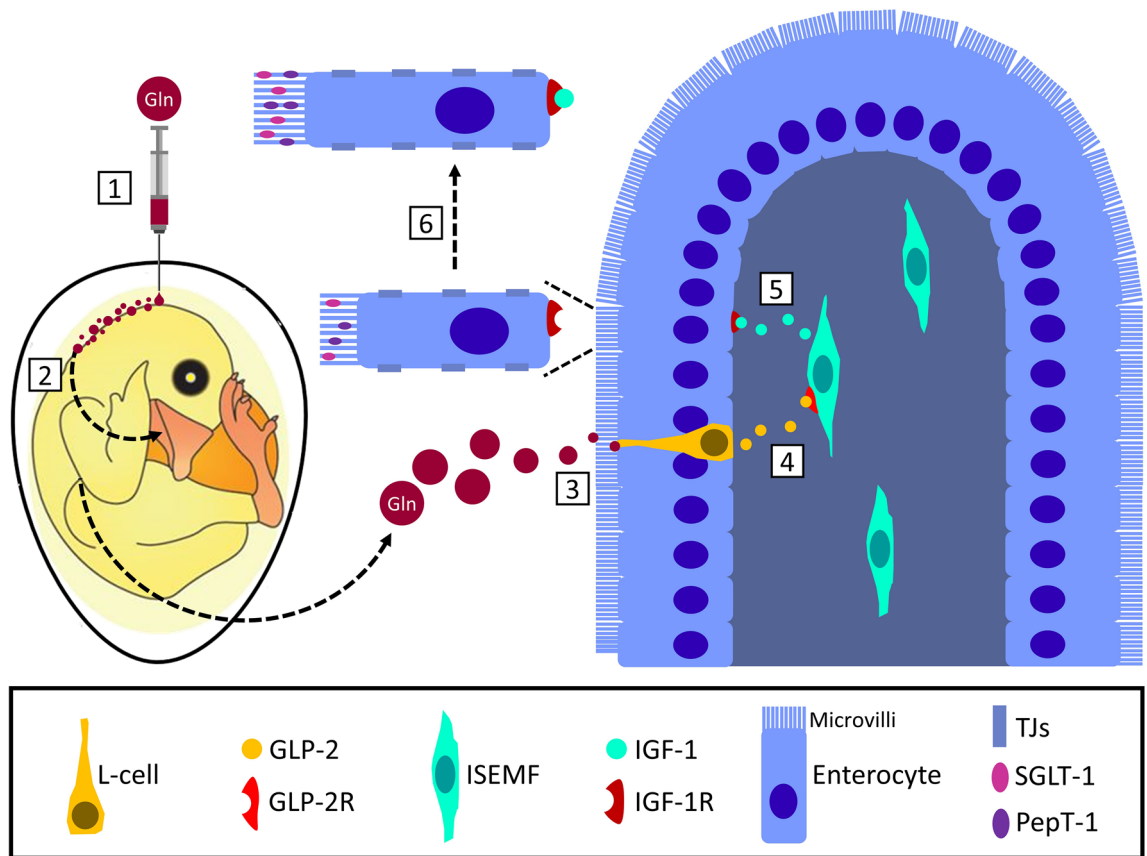 Gln
1
6
5
2
4
3
Gln
Microvilli
TJs
GLP-2
IGF-1
L-cell
ISEMF
Enterocyte
SGLT-1
GLP-2R
IGF-1R
PepT-1